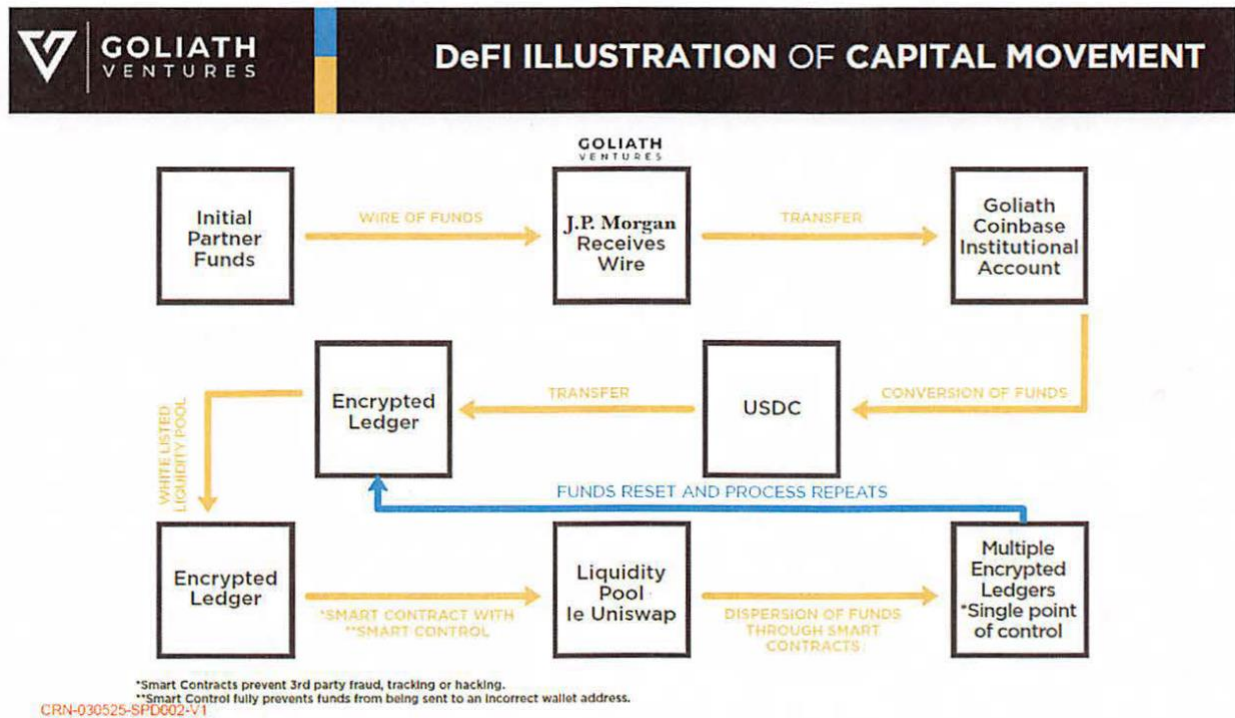 GOLIATH
VENTURES
DeFI ILLUSTRATION OF CAPITAL MOVEMENT
GOLIATH
VENTURES
Initial
Partner
Funds
WIRE OF FUNDS
J.P. Morgan
Receives
Wire
TRANSFER
Goliath
Coinbase
Institutional
Account
CONVERSION OF FUNDS
USDC
TRANSFER
Encrypted
Ledger
WHITE LISTED
LIQUIDITY POOL
FUNDS RESET AND PROCESS REPEATS
Encrypted
Ledger
*SMART CONTRACT WITH
**SMART CONTROL
Liquidity
Pool
Ie Uniswap
DISPERSION OF FUNDS
THROUGH SMART
CONTRACTS
Multiple
Encrypted
Ledgers
*Single point
of control
*Smart Contracts prevent 3rd party fraud, tracking or hacking.
**Smart Control fully prevents funds from being sent to an incorrect wallet address.
CRN-030525-SPD002-V1